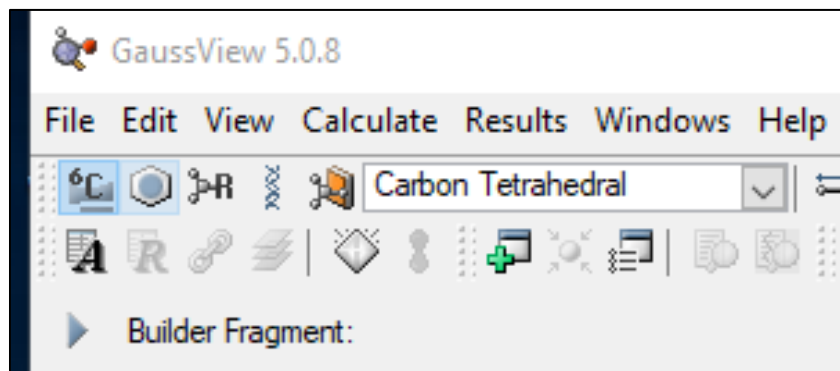 GaussView 5.0.8
File Edit View Calculate Results Windows Help
6C R Carbon Tetrahedral
A R
Builder Fragment: